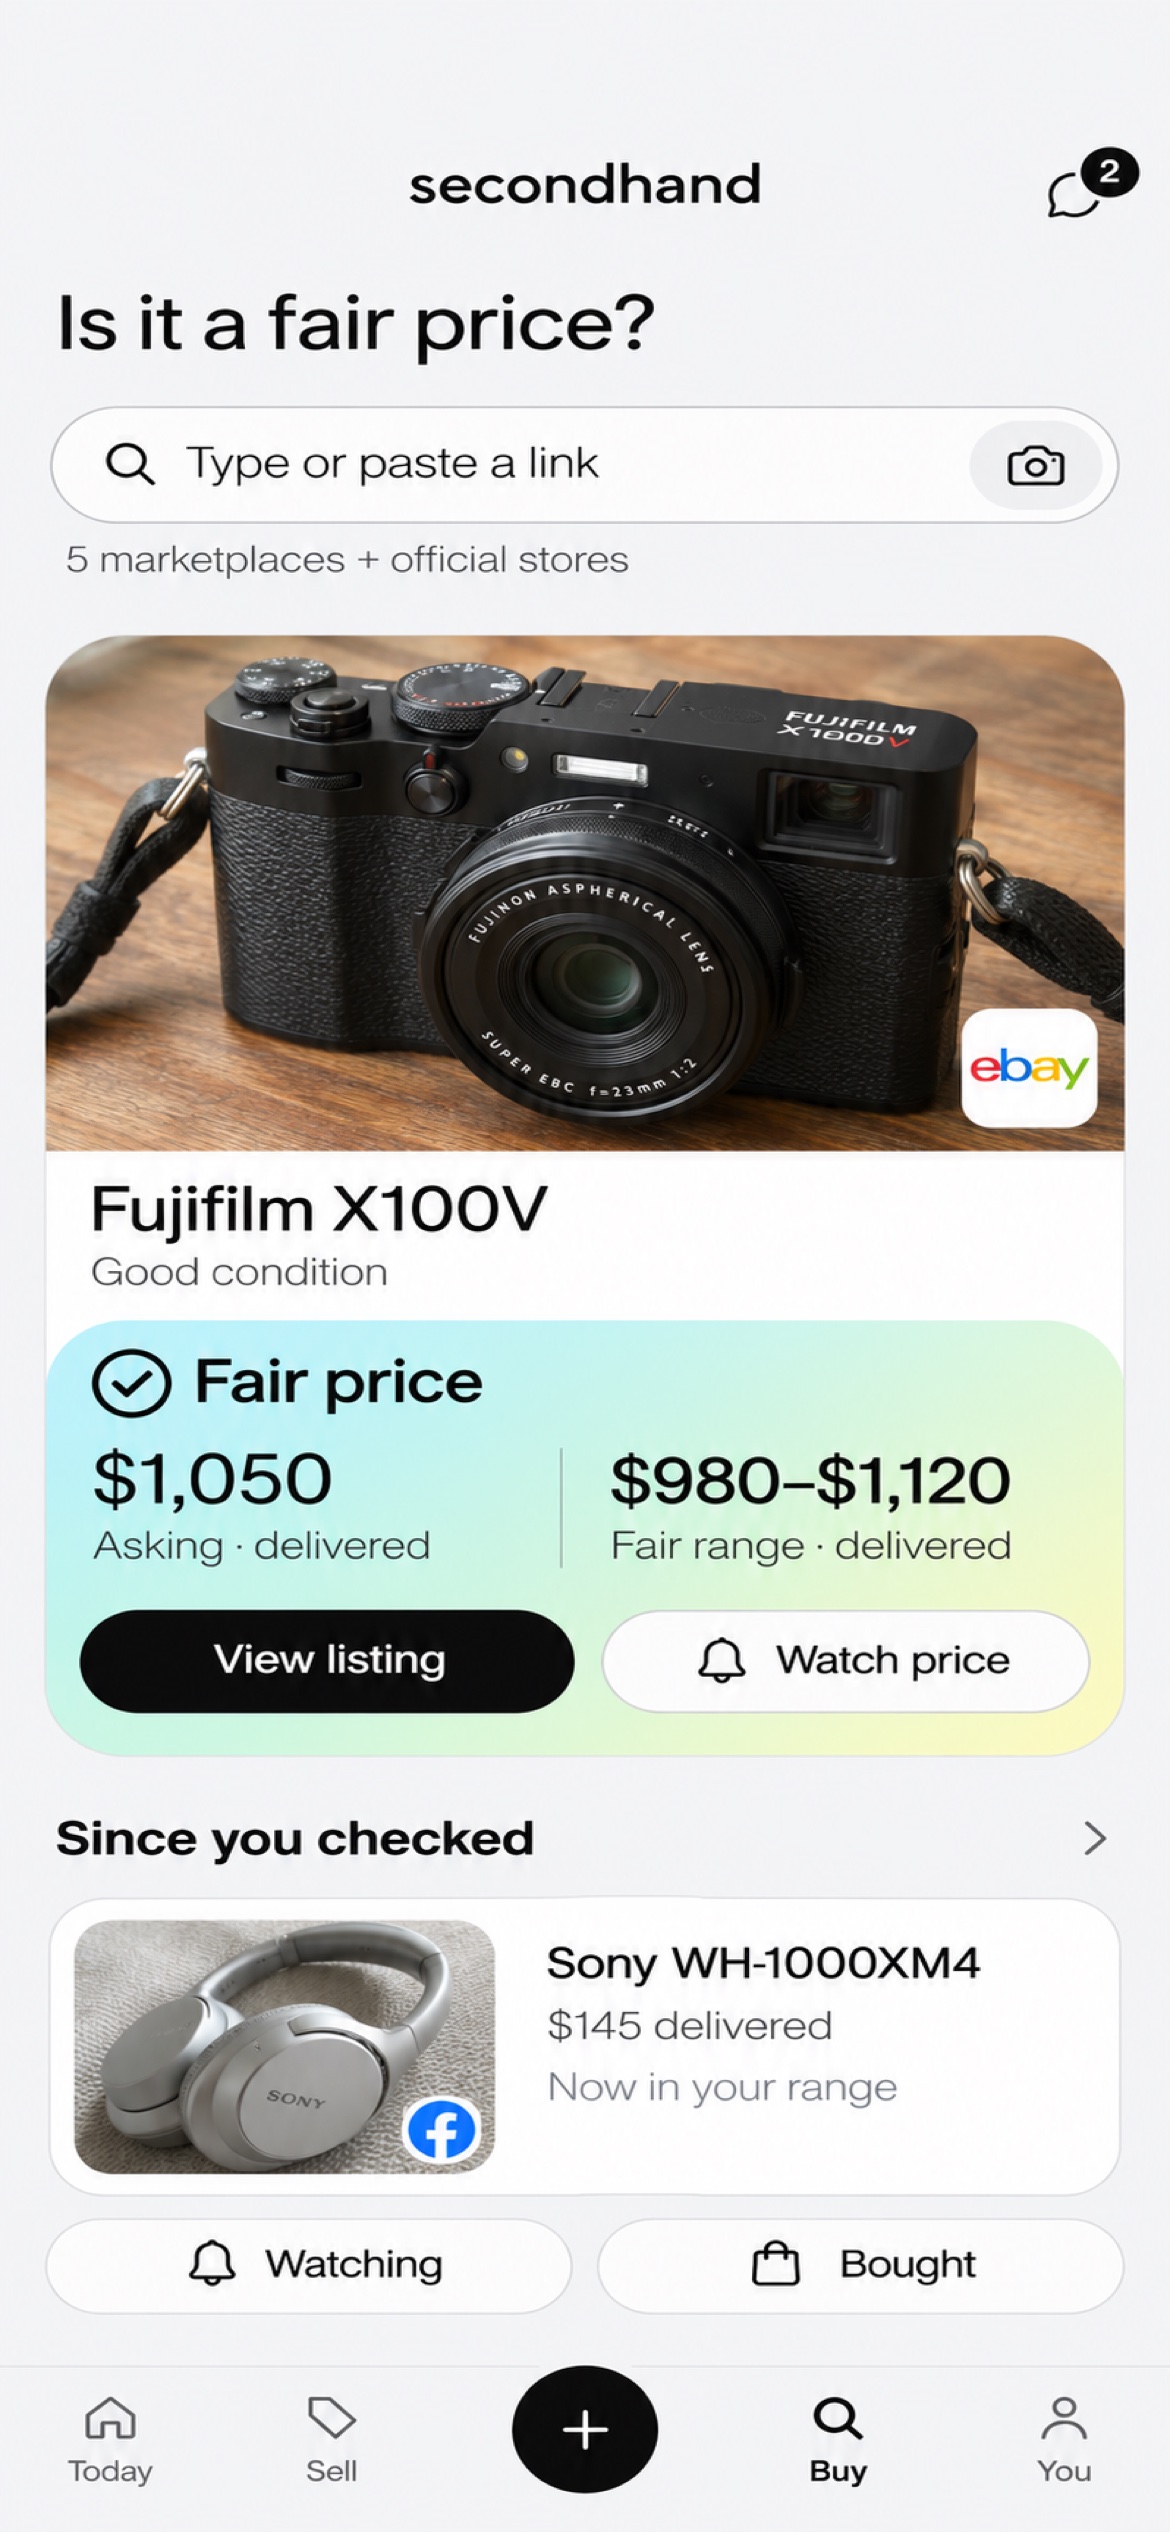 secondhand
2
Is it a fair price?
Type or paste a link
5 marketplaces + official stores
FUJIFILM
X100DV
FUJINON ASPHERICAL LENS
SUPER EBC f=23mm 1:2
ebay
Fujifilm X100V
Good condition
Fair price
$1,050
Asking · delivered
$980–$1,120
Fair range · delivered
View listing
Watch price
Since you checked
Sony WH-1000XM4
$145 delivered
Now in your range
SONY
Watching
Bought
Today
Sell
Buy
You